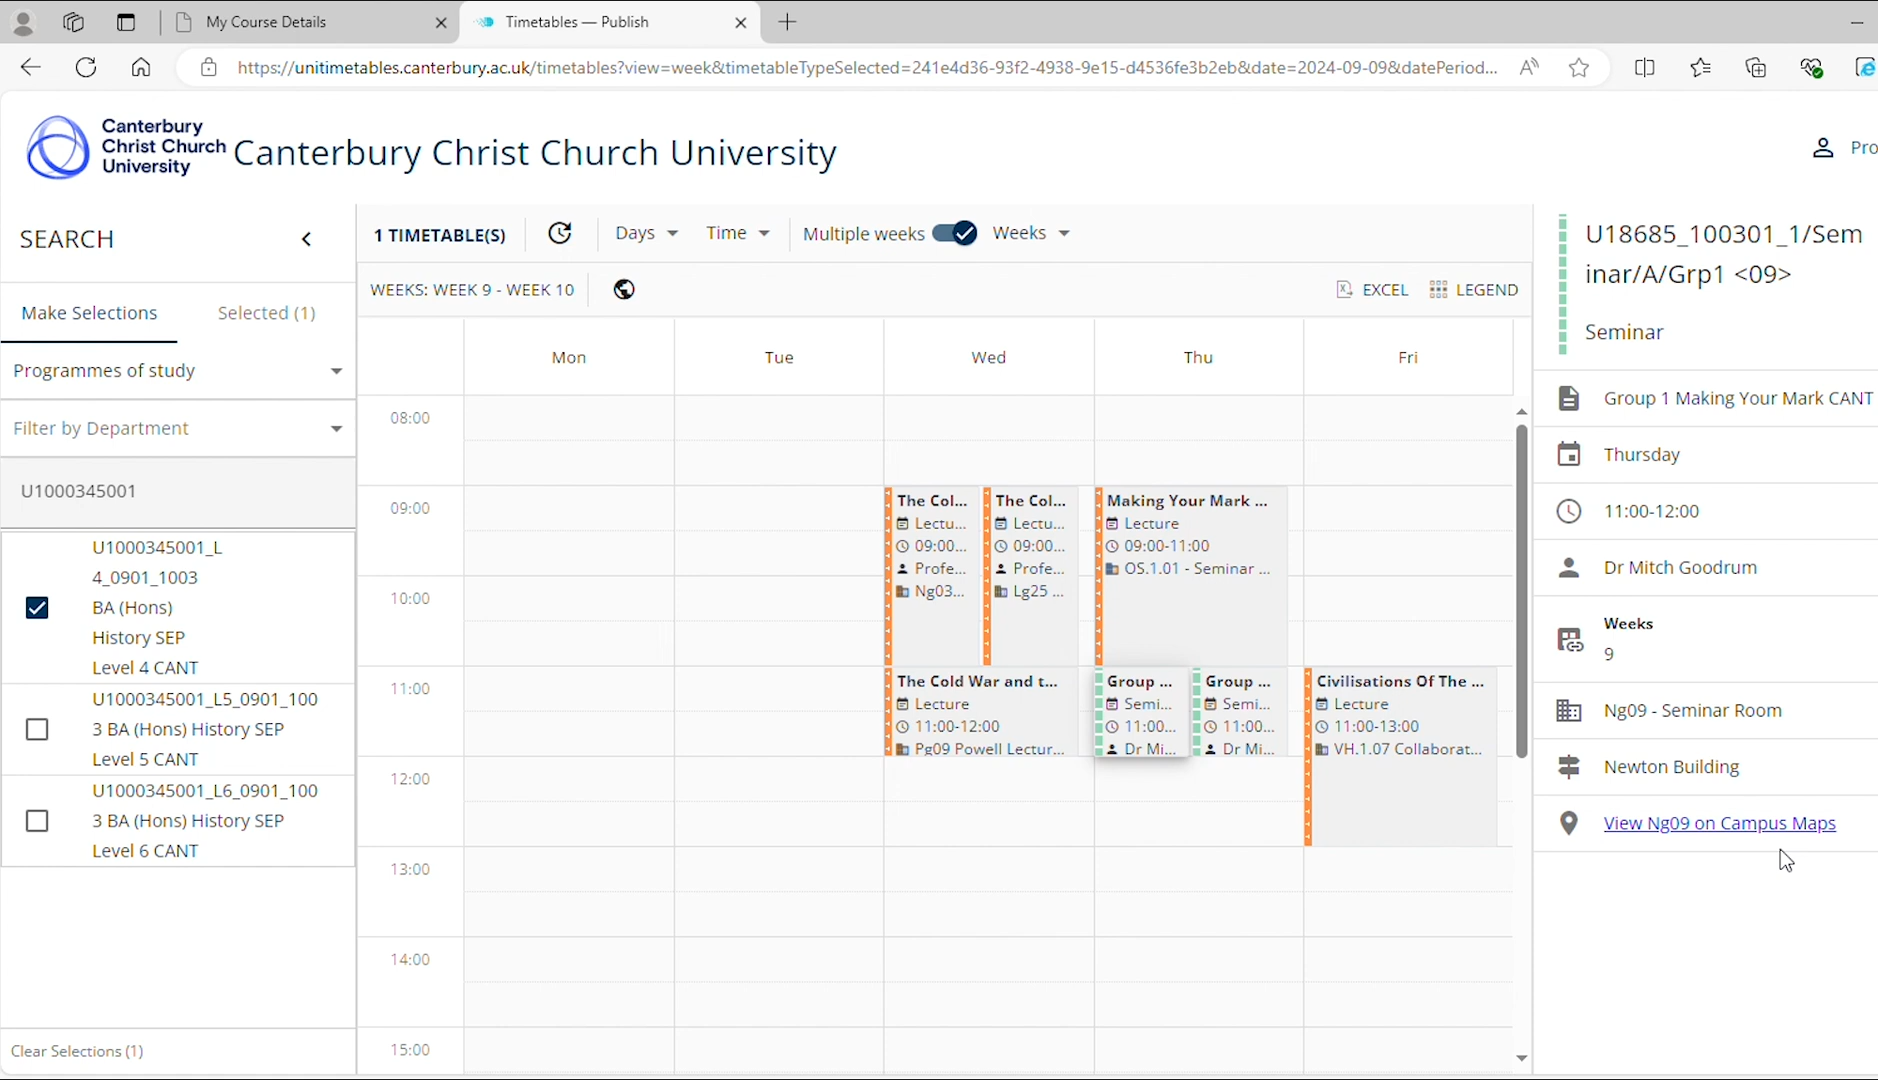 My Course Details
Timetables — Publish
https://unitimetables.canterbury.ac.uk/timetables?view=week&timetableTypeSelected=241e4d36-93f2-4938-9e15-d4536fe3b2eb&date=2024-09-09&datePeriod...
Canterbury
Christ Church
University
Canterbury Christ Church University
Pro
SEARCH
Make Selections
Selected (1)
Programmes of study
Filter by Department
U1000345001
U1000345001_L
4_0901_1003
BA (Hons)
History SEP
Level 4 CANT
U1000345001_L5_0901_100
3 BA (Hons) History SEP
Level 5 CANT
U1000345001_L6_0901_100
3 BA (Hons) History SEP
Level 6 CANT
Clear Selections (1)
1 TIMETABLE(S)
Days
Time
Multiple weeks
Weeks
WEEKS: WEEK 9 - WEEK 10
EXCEL
LEGEND
Mon
Tue
Wed
Thu
Fri
08:00
09:00
10:00
11:00
12:00
13:00
14:00
15:00
The Col...
Lectu...
09:00...
Profe...
Ng03...
The Col...
Lectu...
09:00...
Profe...
Lg25 ...
Making Your Mark ...
Lecture
09:00-11:00
OS.1.01 - Seminar ...
The Cold War and t...
Lecture
11:00-12:00
Pg09 Powell Lectur...
Group ...
Semi...
11:00...
Dr Mi...
Group ...
Semi...
11:00...
Dr Mi...
Civilisations Of The ...
Lecture
11:00-13:00
VH.1.07 Collaborat...
U18685_100301_1/Sem
inar/A/Grp1 <09>
Seminar
Group 1 Making Your Mark CANT
Thursday
11:00-12:00
Dr Mitch Goodrum
Weeks
9
Ng09 - Seminar Room
Newton Building
View Ng09 on Campus Maps